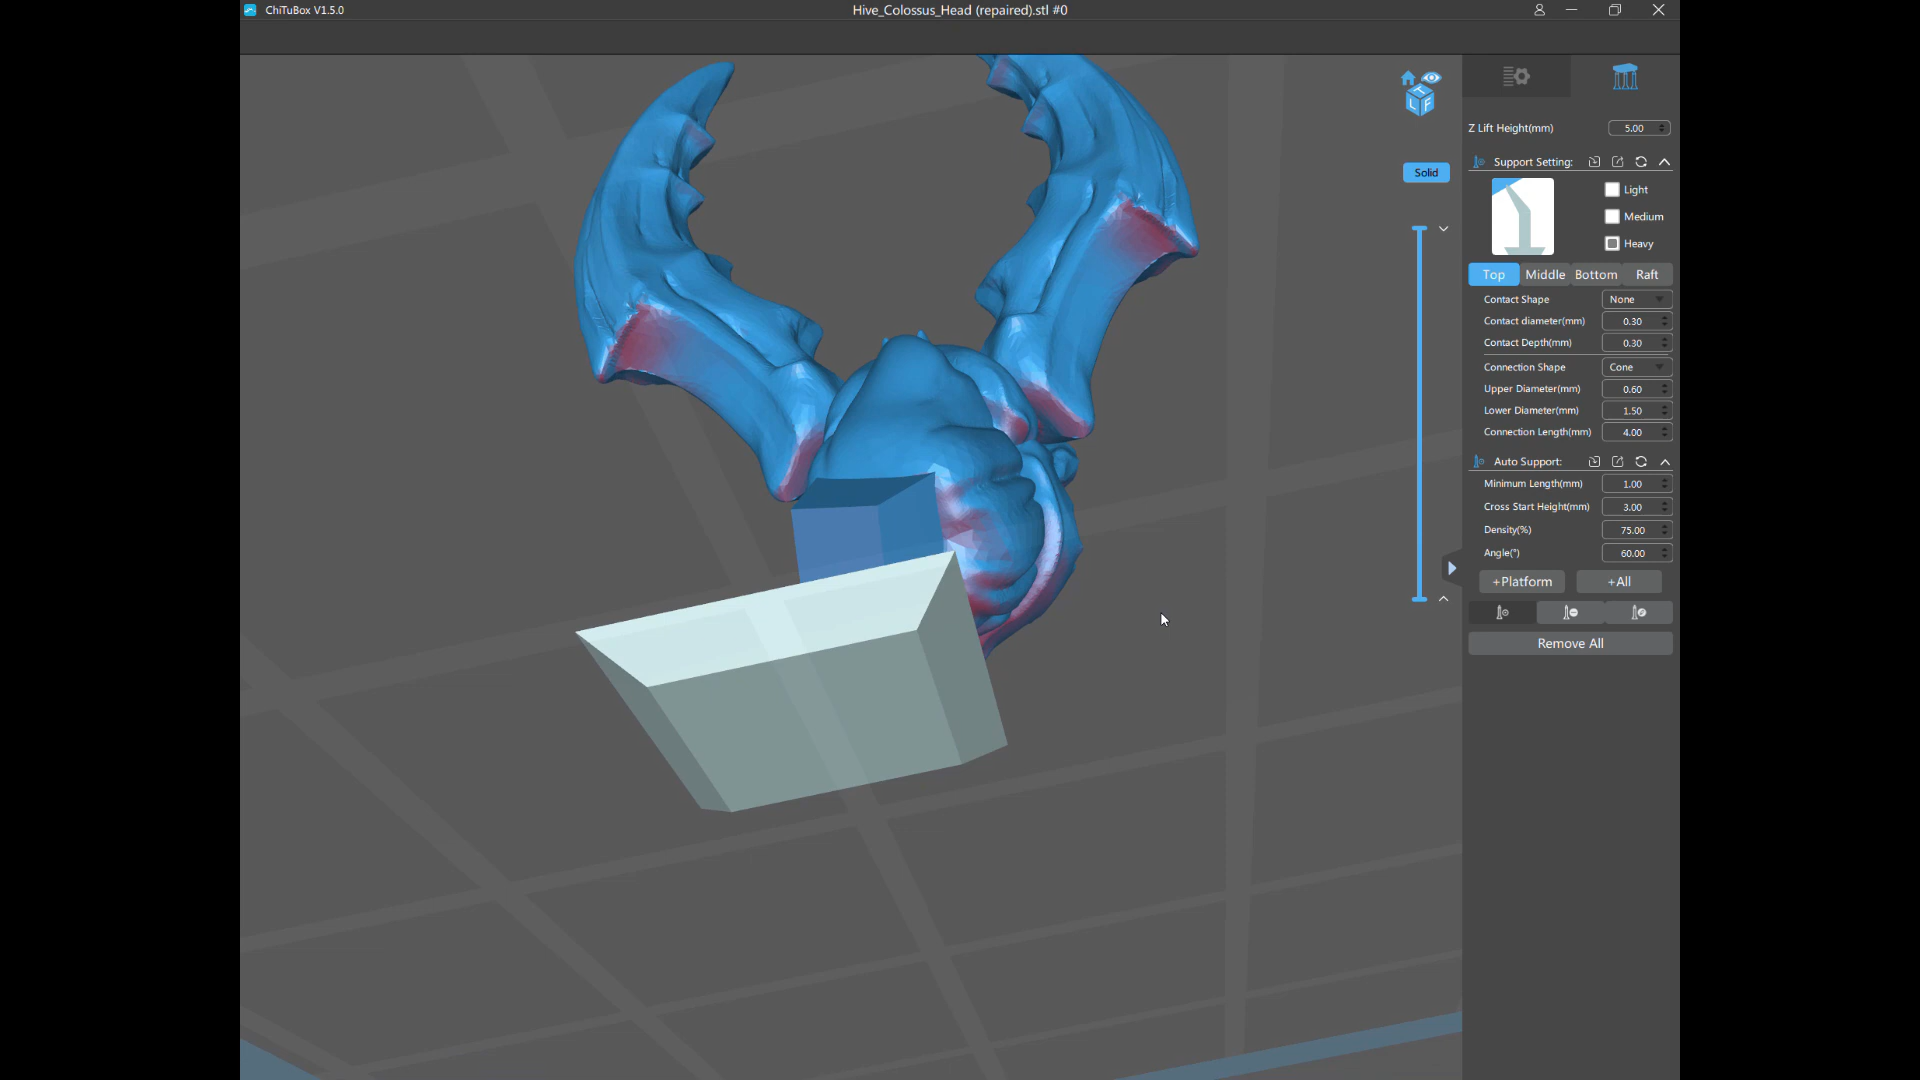 ChiTuBox V1.5.0
Hive_Colossus_Head (repaired).stl #0
Z Lift Height(mm) 5.00
Solid
T
L F
Support Setting:
Light
Medium
Heavy
Top Middle Bottom Raft
Contact Shape None
Contact diameter(mm) 0.30
Contact Depth(mm) 0.30
Connection Shape Cone
Upper Diameter(mm) 0.60
Lower Diameter(mm) 1.50
Connection Length(mm) 4.00
Auto Support:
Minimum Length(mm) 1.00
Cross Start Height(mm) 3.00
Density(%) 75.00
Angle(°) 60.00
+Platform +All
Remove All